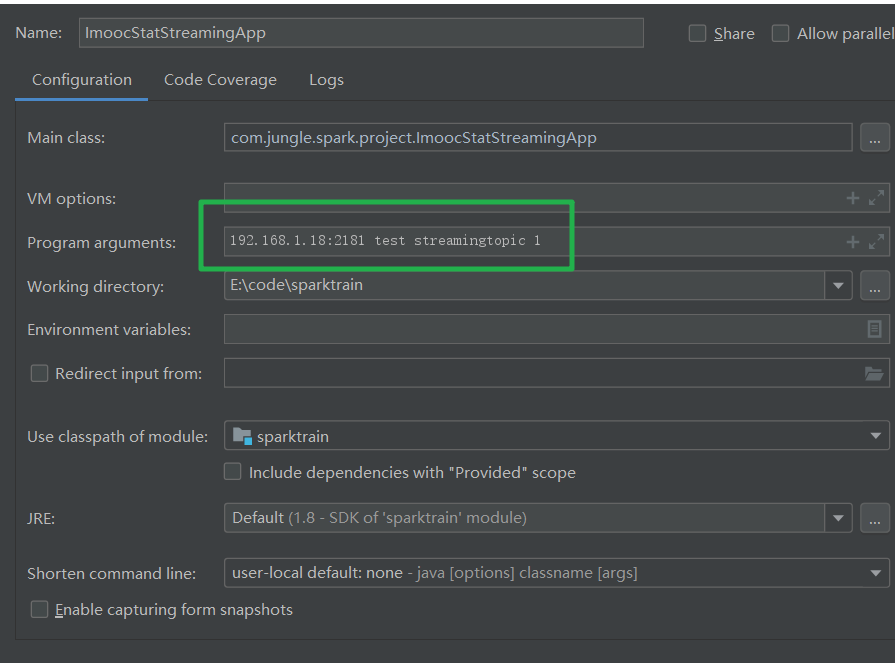 Name: ImoocStatStreamingApp Share Allow parallel
Configuration Code Coverage Logs
Main class: com.jungle.spark.project.ImoocStatStreamingApp ...
VM options:
Program arguments: 192.168.1.18:2181 test streamingtopic 1
Working directory: E:\code\sparktrain ...
Environment variables:
Redirect input from:
Use classpath of module: sparktrain
Include dependencies with "Provided" scope
JRE: Default (1.8 - SDK of 'sparktrain' module) ...
Shorten command line: user-local default: none - java [options] classname [args]
Enable capturing form snapshots